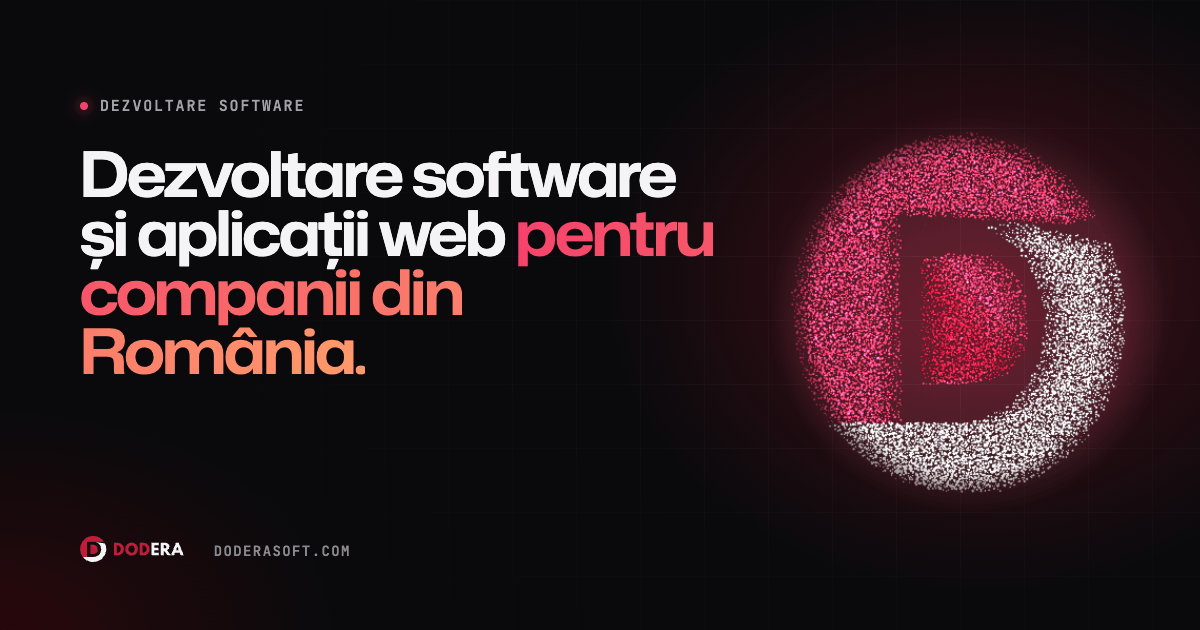 DEZVOLTARE SOFTWARE
Dezvoltare software
și aplicații web pentru
companii din
România.
DODERA
DODERASOFT.COM